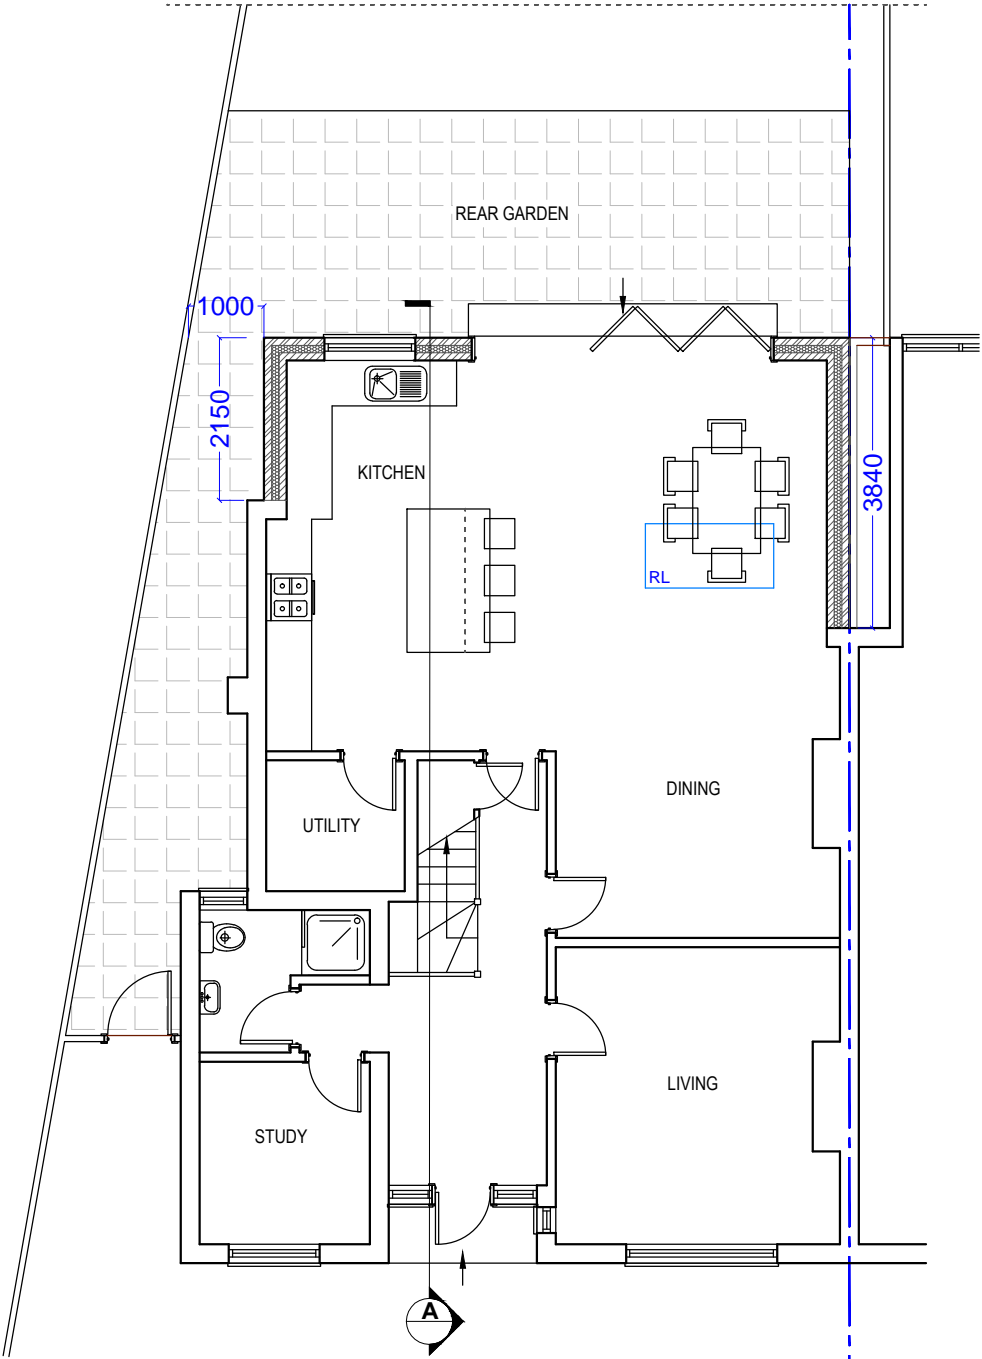 REAR GARDEN
1000
2150
KITCHEN
3840
RL
DINING
UTILITY
LIVING
STUDY
A